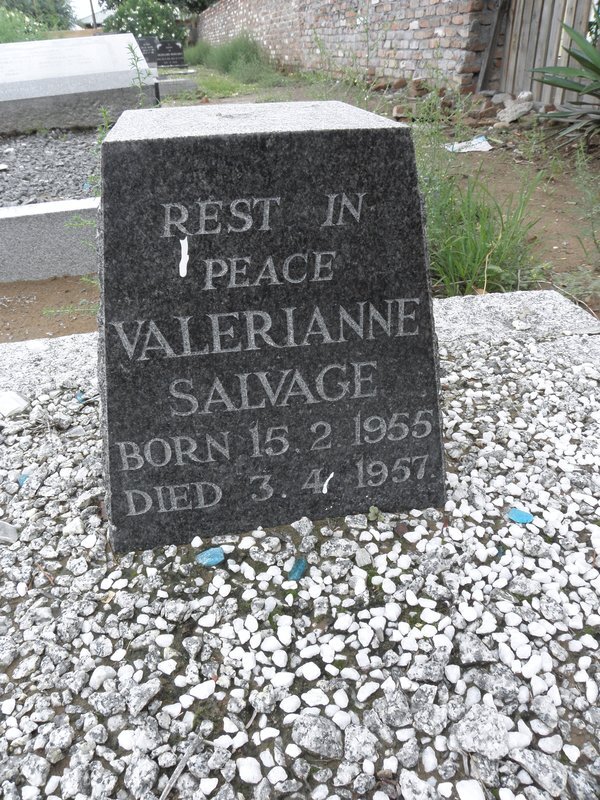 REST IN
PEACE
VALERIANNE
SALVAGE
BORN 15. 2. 1955
DIED 3. 4. 1957.